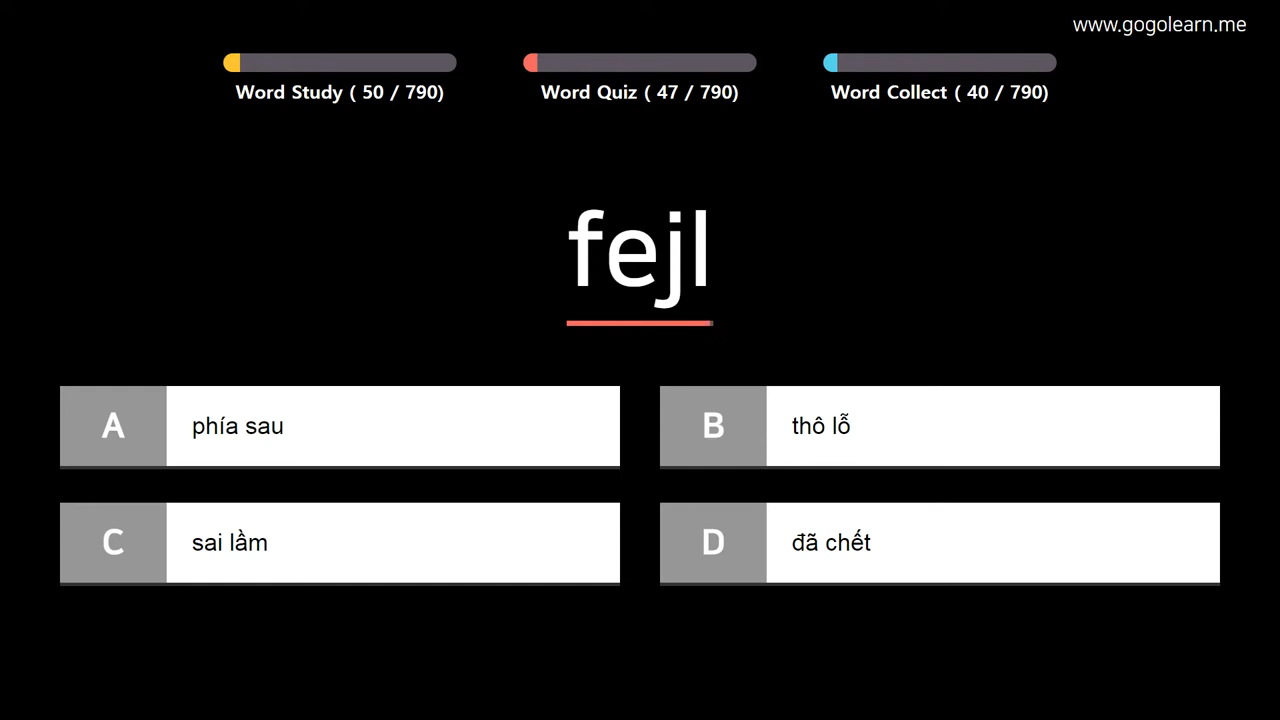 www.gogolearn.me
Word Study ( 50 / 790)
Word Quiz ( 47 / 790)
Word Collect ( 40 / 790)
fejl
A phía sau
B thô lỗ
C sai lầm
D đã chết